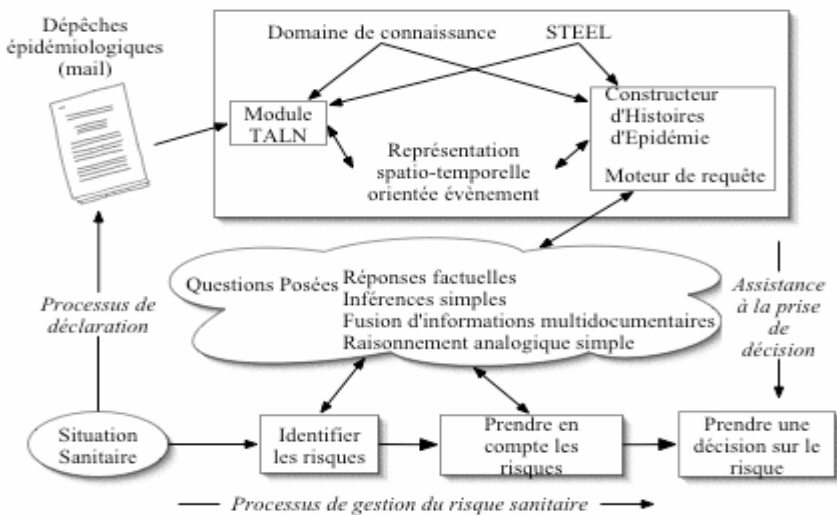 Dépêches
épidémiologiques
(mail)
Domaine de connaissance
STEEL
Module
TALN
Constructeur
d'Histoires
d'Epidémie
Moteur de requête
Représentation
spatio-temporelle
orientée évènement
Questions Posées
Réponses factuelles
Inférences simples
Fusion d'informations multidocumentaires
Raisonnement analogique simple
Processus de
déclaration
Assistance
à la prise
de
décision
Situation
Sanitaire
Identifier
les risques
Prendre en
compte les
risques
Prendre une
décision sur le
risque
Processus de gestion du risque sanitaire